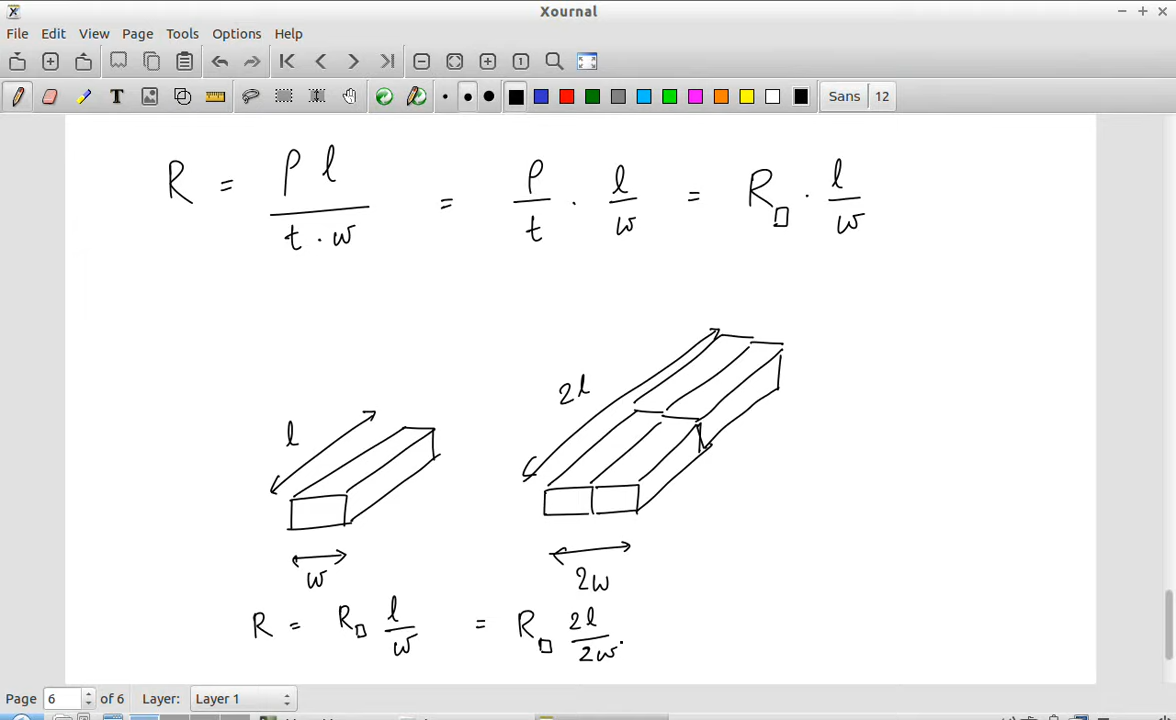 Xournal
File Edit View Page Tools Options Help
Sans 12
R = ρ l / t . w = ρ / t . l / w = R□ . l / w
2l
l
w
2w
R = R□ l / w = R□ 2l / 2w.
Page 6 of 6 Layer: Layer 1